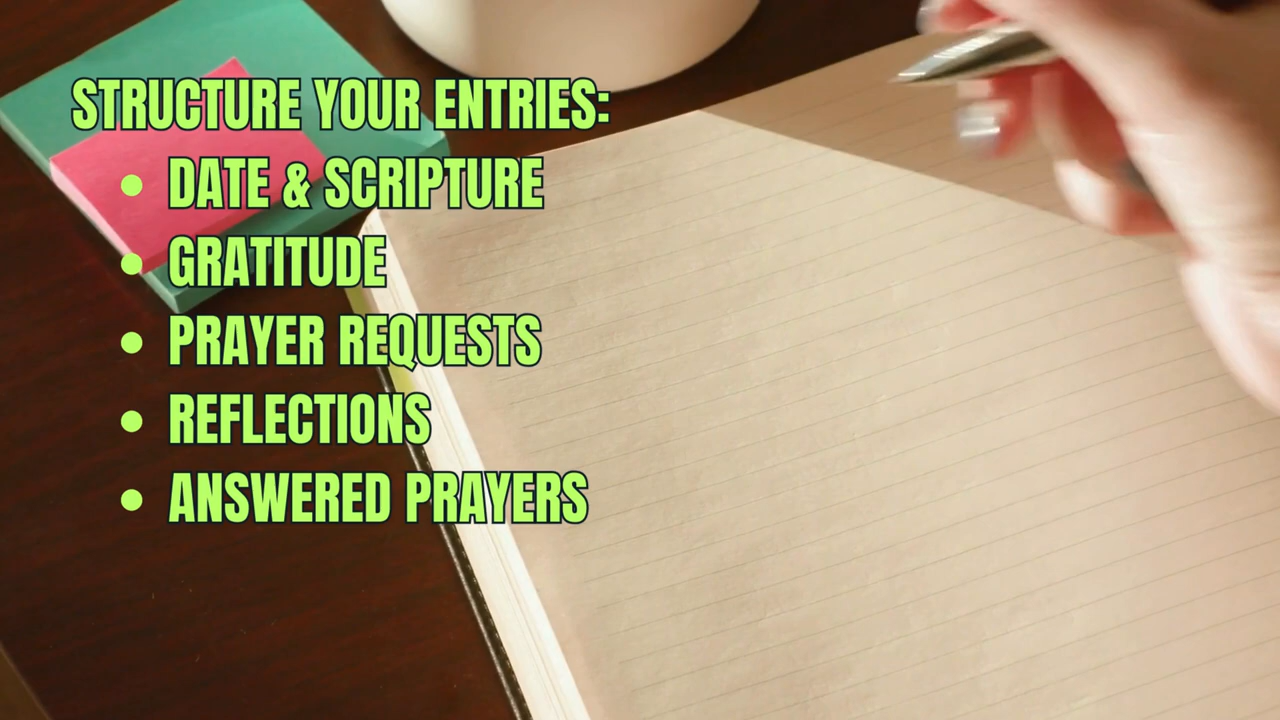 STRUCTURE YOUR ENTRIES:
• DATE & SCRIPTURE
• GRATITUDE
• PRAYER REQUESTS
• REFLECTIONS
• ANSWERED PRAYERS